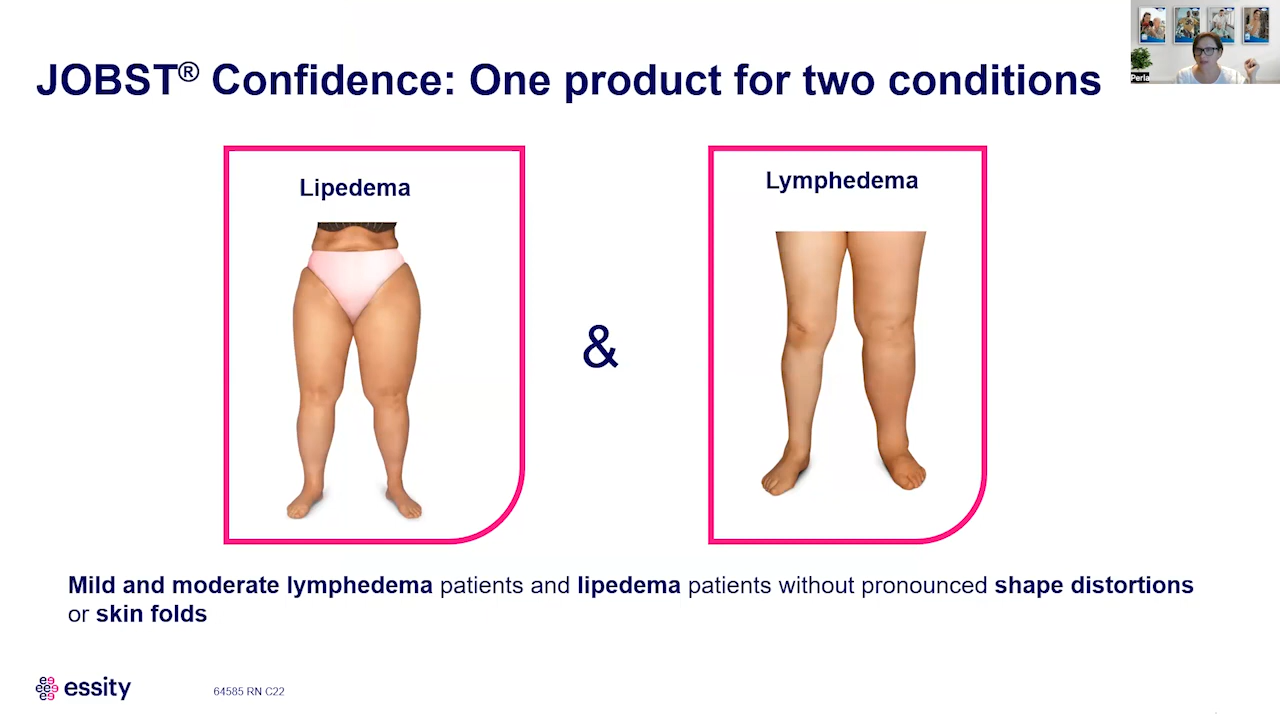 JOBST® Confidence: One product for two conditions
Perla
Lipedema
Lymphedema
&
Mild and moderate lymphedema patients and lipedema patients without pronounced shape distortions
or skin folds
essity
64585 RN C22